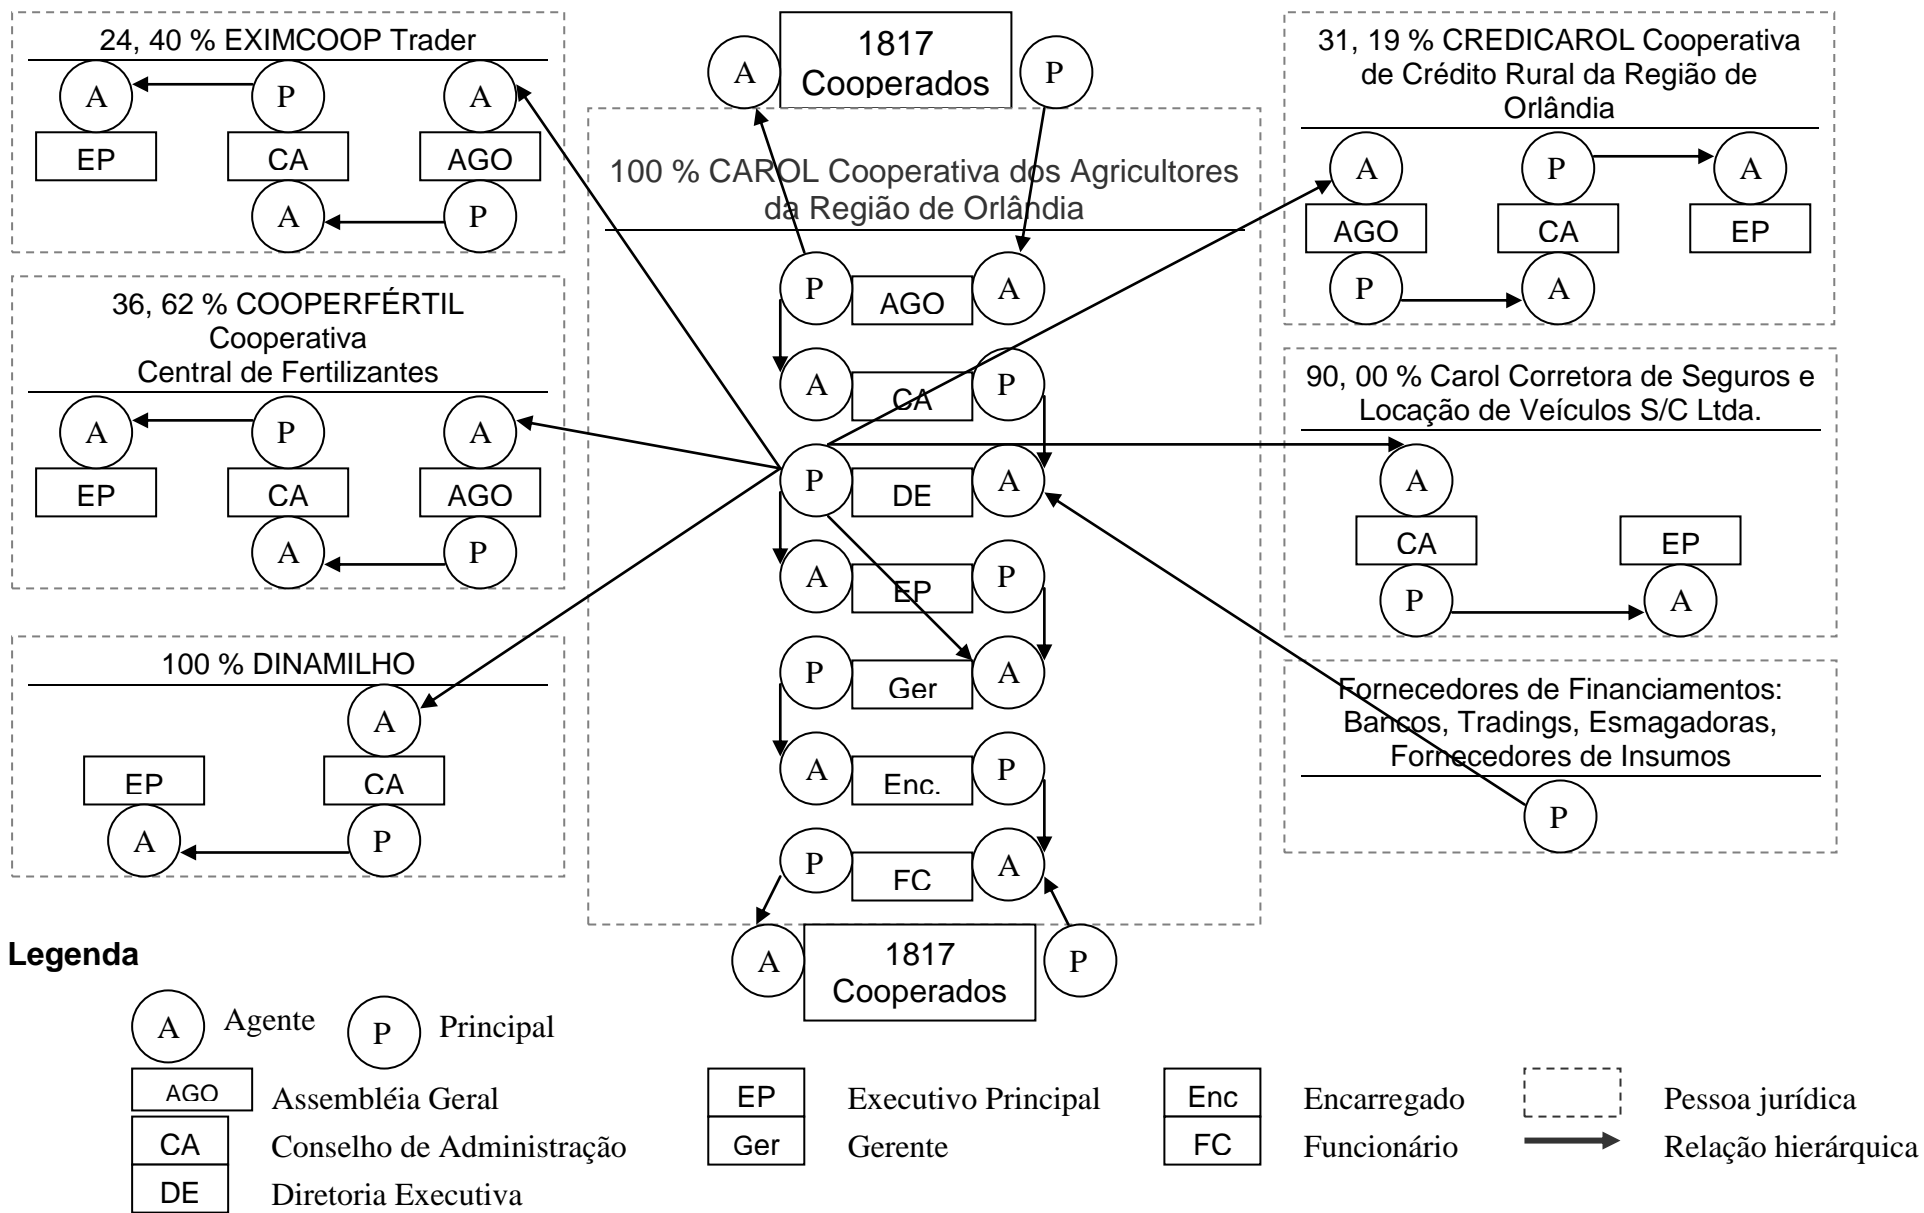 24, 40 % EXIMCOOP Trader
A
P
A
EP
CA
AGO
A
P
36, 62 % COOPERFÉRTIL
Cooperativa
Central de Fertilizantes
A
P
A
EP
CA
AGO
A
P
100 % DINAMILHO
A
EP
CA
A
P
A
1817
Cooperados
P
100 % CAROL Cooperativa dos Agricultores
da Região de Orlândia
P
AGO
A
A
CA
P
P
DE
A
A
EP
P
P
Ger
A
A
Enc.
P
P
FC
A
A
1817
Cooperados
P
31, 19 % CREDICAROL Cooperativa
de Crédito Rural da Região de
Orlândia
A
P
A
AGO
CA
EP
P
A
90, 00 % Carol Corretora de Seguros e
Locação de Veículos S/C Ltda.
A
CA
EP
P
A
Fornecedores de Financiamentos:
Bancos, Tradings, Esmagadoras,
Fornecedores de Insumos
P
Legenda
A Agente P Principal
AGO Assembléia Geral
CA Conselho de Administração
DE Diretoria Executiva
EP Executivo Principal
Ger Gerente
Enc Encarregado
FC Funcionário
Pessoa jurídica
Relação hierárquica